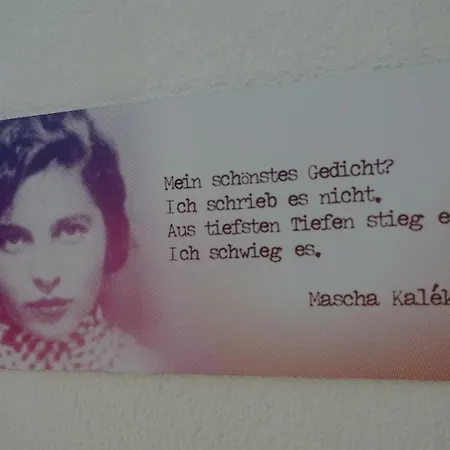 Mein schönstes Gedicht?
Ich schrieb es nicht.
Aus tiefsten Tiefen stieg e
Ich schwieg es.
Mascha Kalék